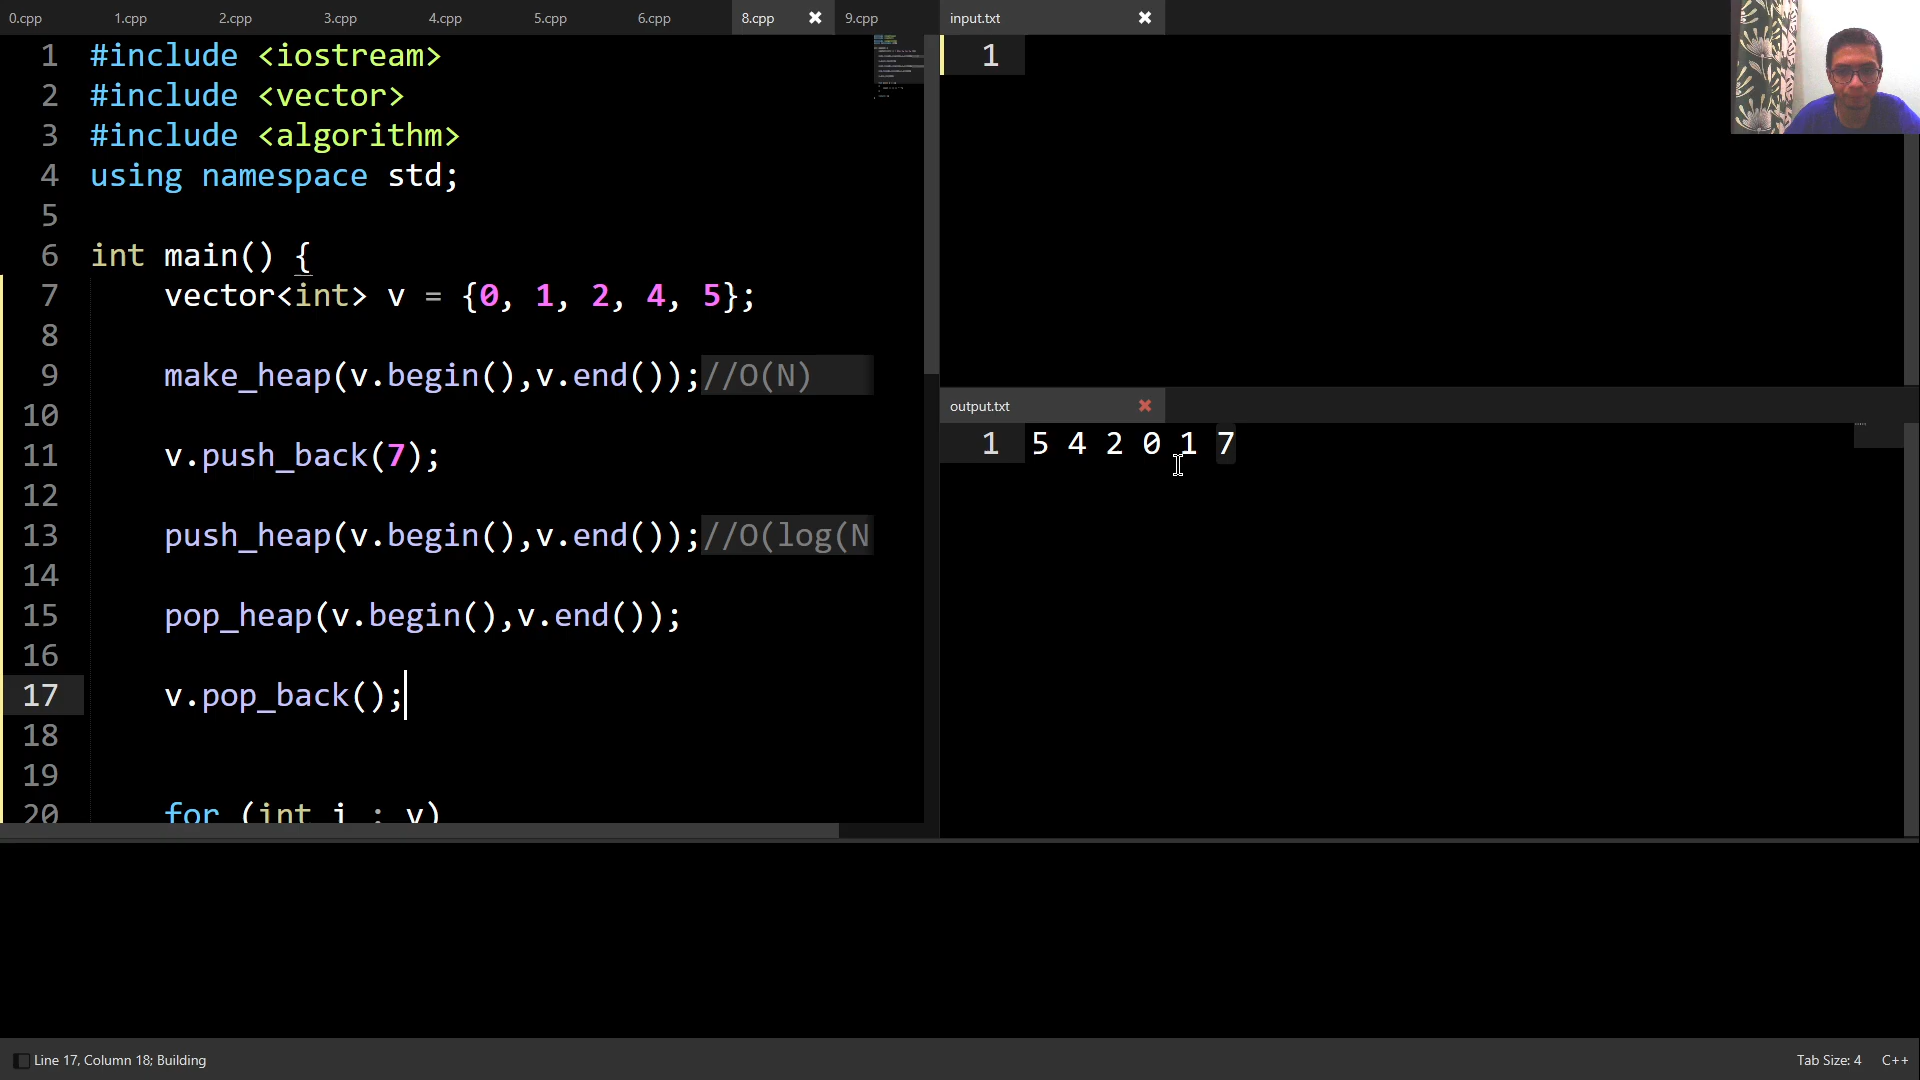 0.cpp 1.cpp 2.cpp 3.cpp 4.cpp 5.cpp 6.cpp 8.cpp 9.cpp
1 #include <iostream>
2 #include <vector>
3 #include <algorithm>
4 using namespace std;
5
6 int main() {
7 vector<int> v = {0, 1, 2, 4, 5};
8
9 make_heap(v.begin(),v.end());//O(N)
10
11 v.push_back(7);
12
13 push_heap(v.begin(),v.end());//O(log(N
14
15 pop_heap(v.begin(),v.end());
16
17 v.pop_back();
18
19
20 for (int i : v)
input.txt
1
output.txt
1 5 4 2 0 1 7
Line 17, Column 18; Building
Tab Size: 4 C++